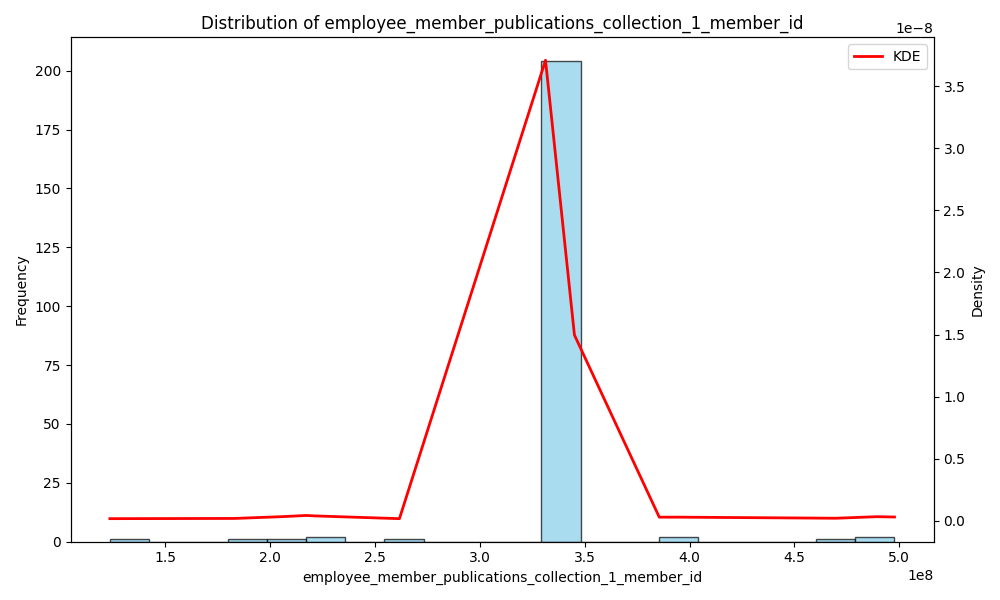 Distribution of employee_member_publications_collection_1_member_id
1e−8
KDE
200
175
150
125
100
75
50
25
0
Frequency
3.5
3.0
2.5
2.0
1.5
1.0
0.5
0.0
Density
1.5 2.0 2.5 3.0 3.5 4.0 4.5 5.0
1e8
employee_member_publications_collection_1_member_id